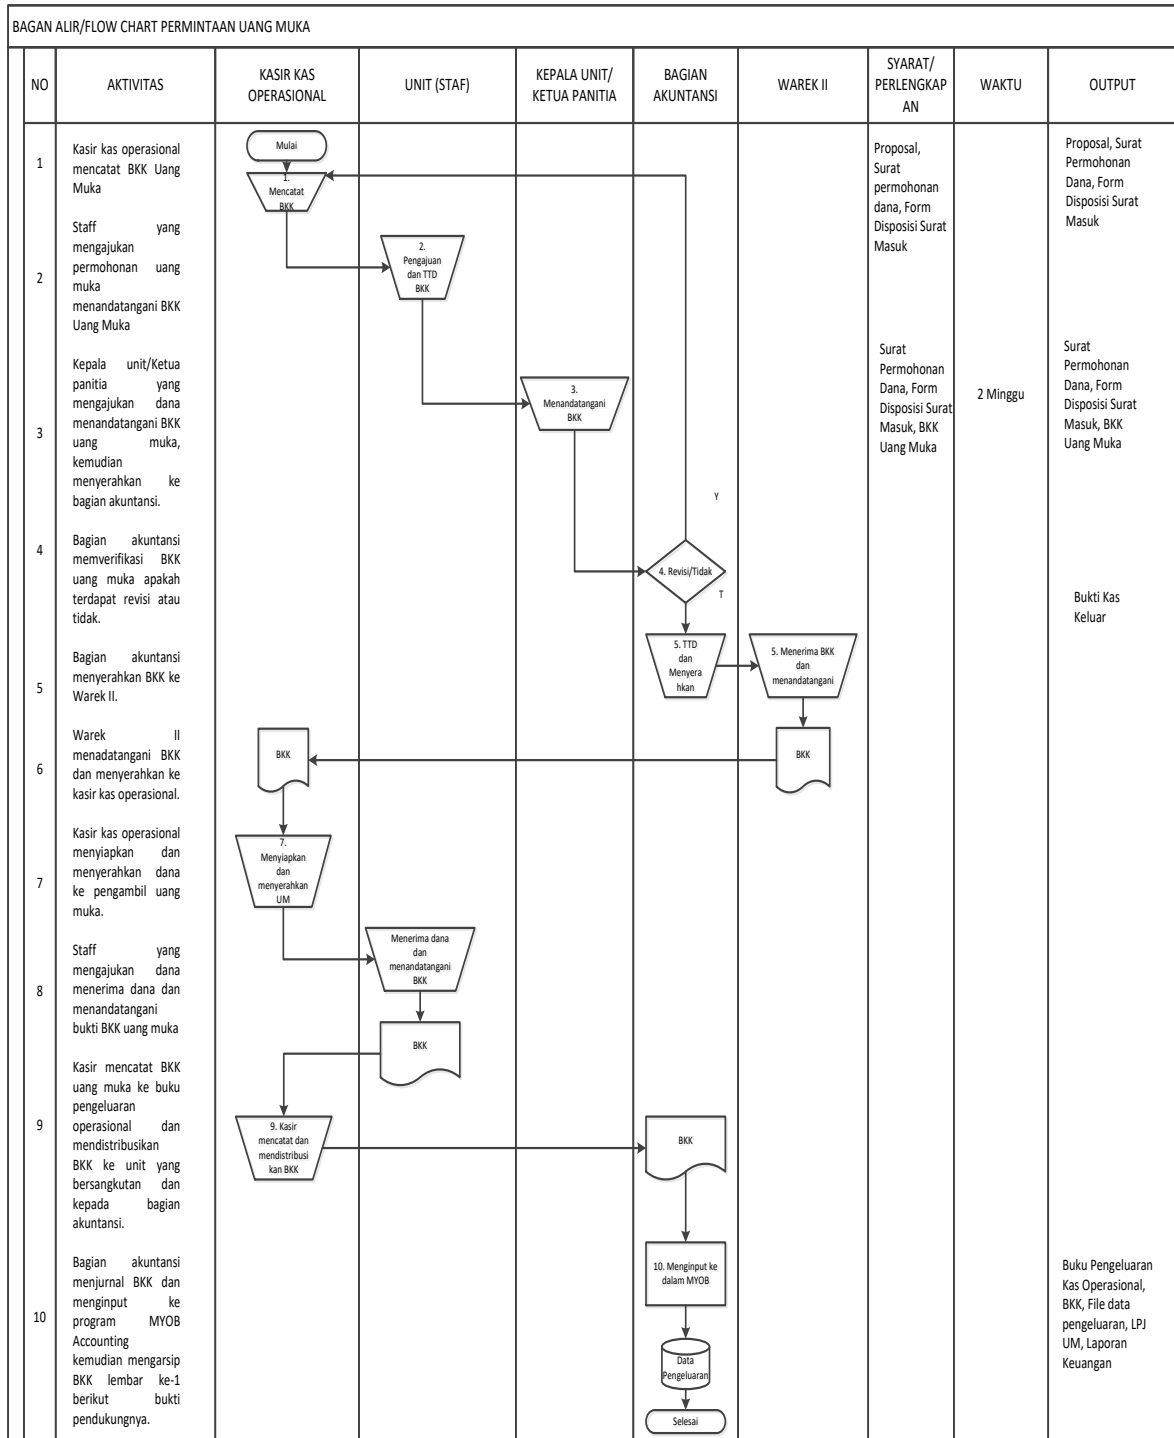 BAGAN ALIR/FLOW CHART PERMINTAAN UANG MUKA
NO
AKTIVITAS
KASIR KAS
OPERASIONAL
UNIT (STAF)
KEPALA UNIT/
KETUA PANITIA
BAGIAN
AKUNTANSI
WAREK II
SYARAT/
PERLENGKAP
AN
WAKTU
OUTPUT
1
Kasir kas operasional
mencatat BKK Uang
Muka
Mulai
1.
Mencatat
BKK
Proposal,
Surat
permohonan
dana, Form
Disposisi Surat
Masuk
Proposal, Surat
Permohonan
Dana, Form
Disposisi Surat
Masuk
2
Staff yang
mengajukan
permohonan uang
muka
menandatangani BKK
Uang Muka
2.
Pengajuan
dan TTD
BKK
3
Kepala unit/Ketua
panitia yang
mengajukan dana
menandatangani BKK
uang muka,
kemudian
menyerahkan ke
bagian akuntansi.
3.
Menandatangani
BKK
Surat
Permohonan
Dana, Form
Disposisi Surat
Masuk, BKK
Uang Muka
2 Minggu
Surat
Permohonan
Dana, Form
Disposisi Surat
Masuk, BKK
Uang Muka
Y
4
Bagian akuntansi
memverifikasi BKK
uang muka apakah
terdapat revisi atau
tidak.
4. Revisi/Tidak
T
Bukti Kas
Keluar
5
Bagian akuntansi
menyerahkan BKK ke
Warek II.
5. TTD
dan
Menyera
hkan
5. Menerima BKK
dan
menandatangani
6
Warek II
menadatangani BKK
dan menyerahkan ke
kasir kas operasional.
BKK
BKK
7
Kasir kas operasional
menyiapkan dan
menyerahkan dana
ke pengambil uang
muka.
7.
Menyiapkan
dan
menyerahkan
UM
8
Staff yang
mengajukan dana
menerima dana dan
menandatangani
bukti BKK uang muka
Menerima dana
dan
menandatangani
BKK
BKK
9
Kasir mencatat BKK
uang muka ke buku
pengeluaran
operasional dan
mendistribusikan
BKK ke unit yang
bersangkutan dan
kepada bagian
akuntansi.
9. Kasir
mencatat dan
mendistribusi
kan BKK
BKK
10
Bagian akuntansi
menjurnal BKK dan
menginput ke
program MYOB
Accounting
kemudian mengarsip
BKK lembar ke-1
berikut bukti
pendukungnya.
10. Menginput ke
dalam MYOB
Data
Pengeluaran
Selesai
Buku Pengeluaran
Kas Operasional,
BKK, File data
pengeluaran, LPJ
UM, Laporan
Keuangan